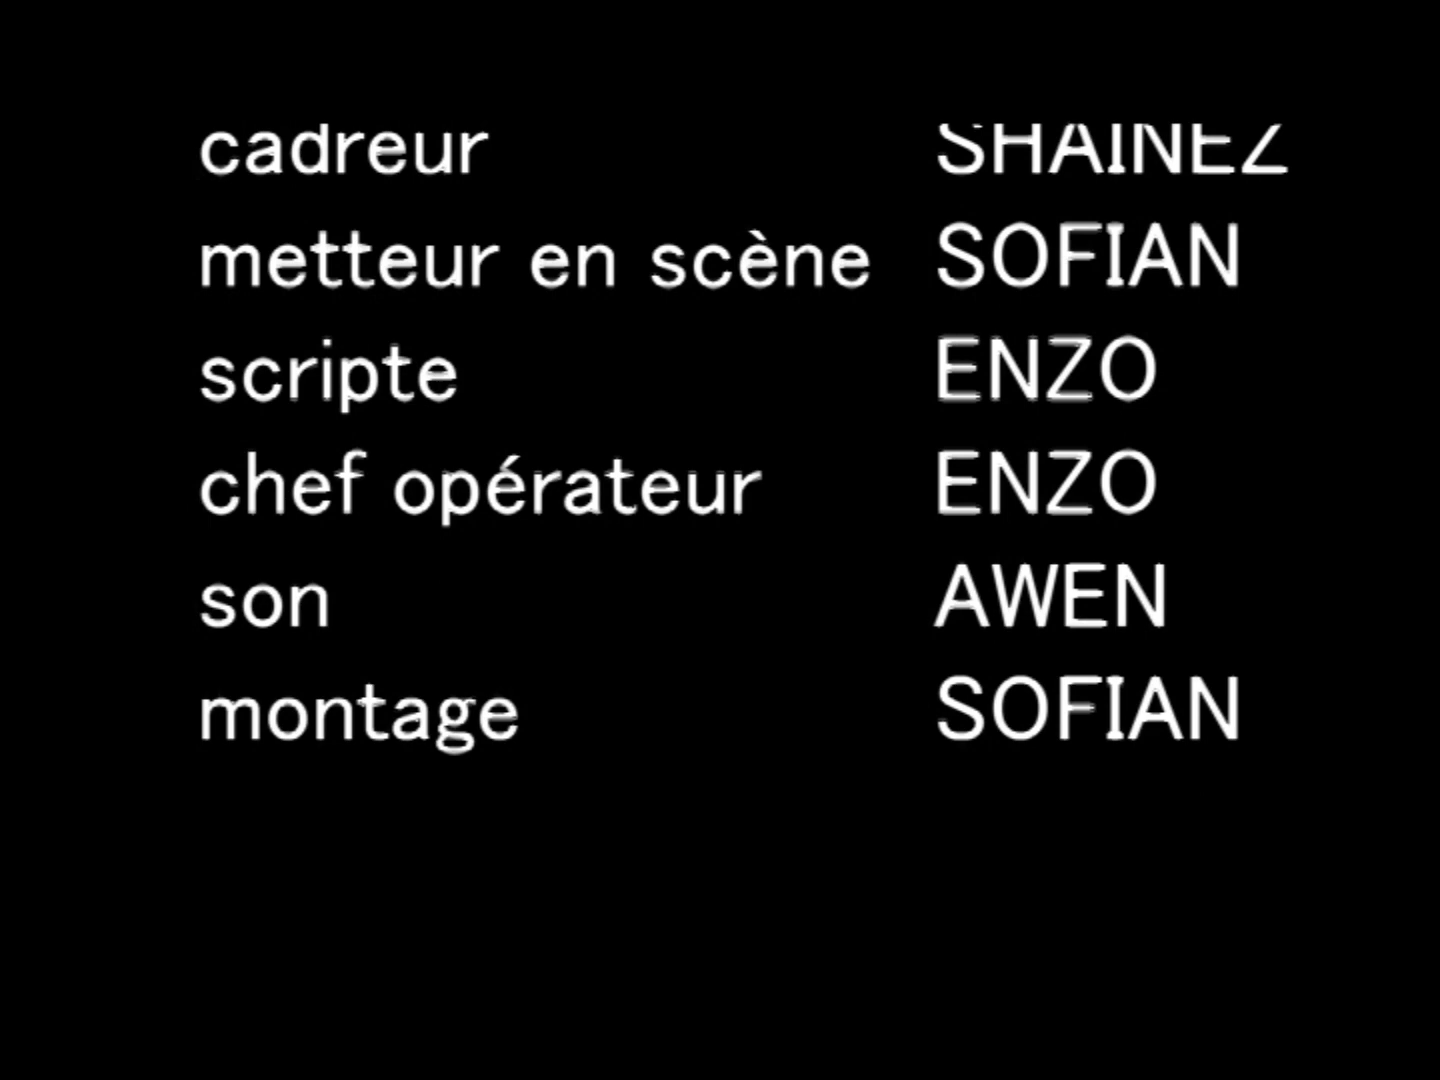 cadreur SHAINEZ
metteur en scène SOFIAN
scripte ENZO
chef opérateur ENZO
son AWEN
montage SOFIAN